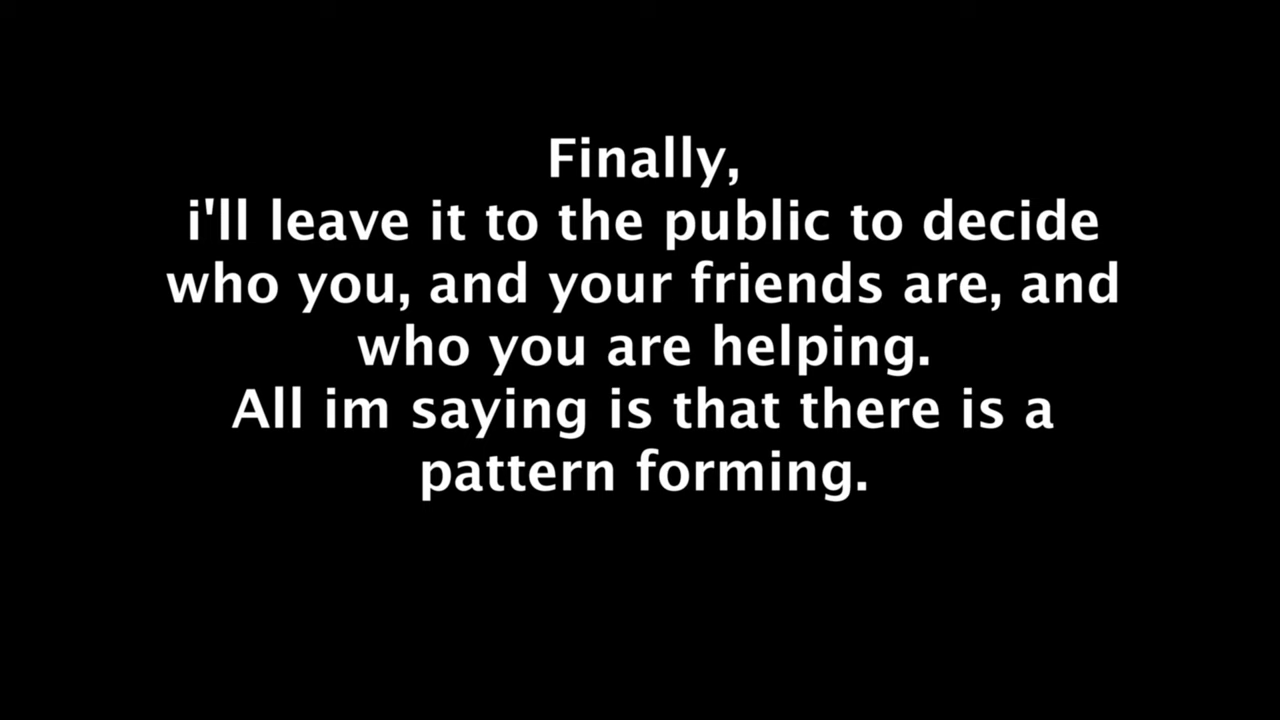 Finally,
i'll leave it to the public to decide
who you, and your friends are, and
who you are helping.
All im saying is that there is a
pattern forming.